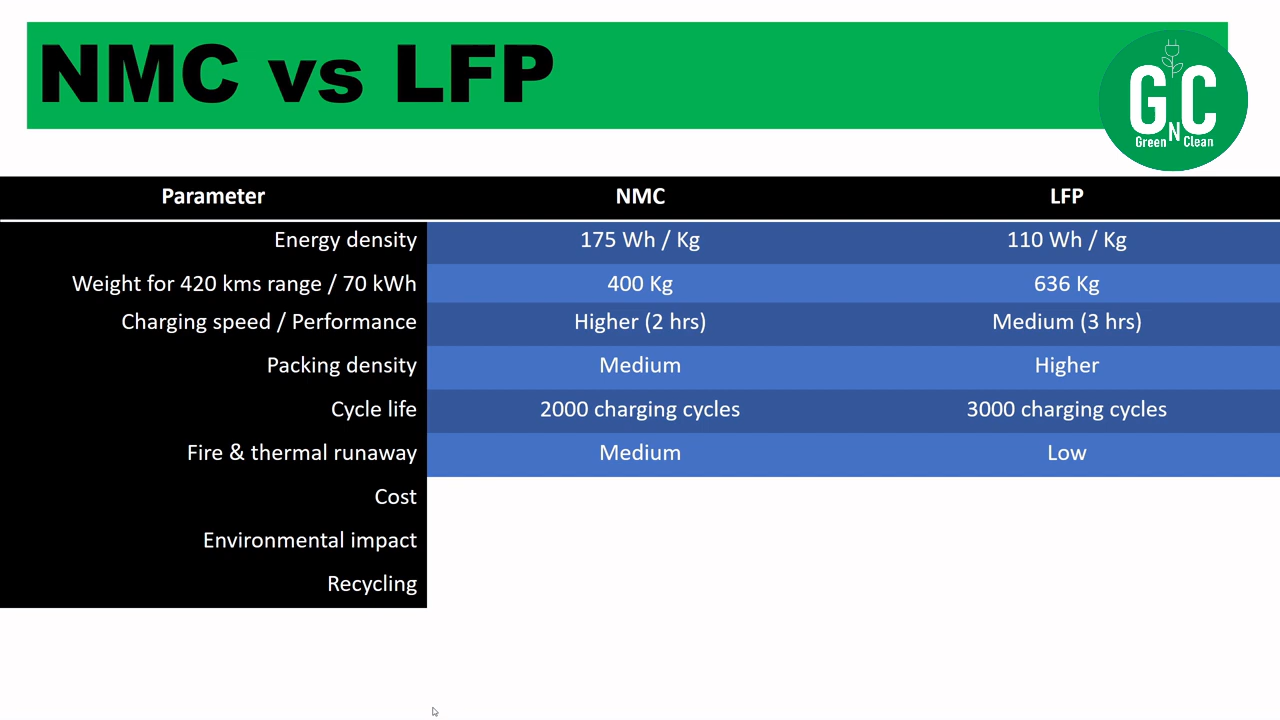 NMC vs LFP
GNC
Green Clean
Parameter NMC LFP
Energy density 175 Wh / Kg 110 Wh / Kg
Weight for 420 kms range / 70 kWh 400 Kg 636 Kg
Charging speed / Performance Higher (2 hrs) Medium (3 hrs)
Packing density Medium Higher
Cycle life 2000 charging cycles 3000 charging cycles
Fire & thermal runaway Medium Low
Cost
Environmental impact
Recycling